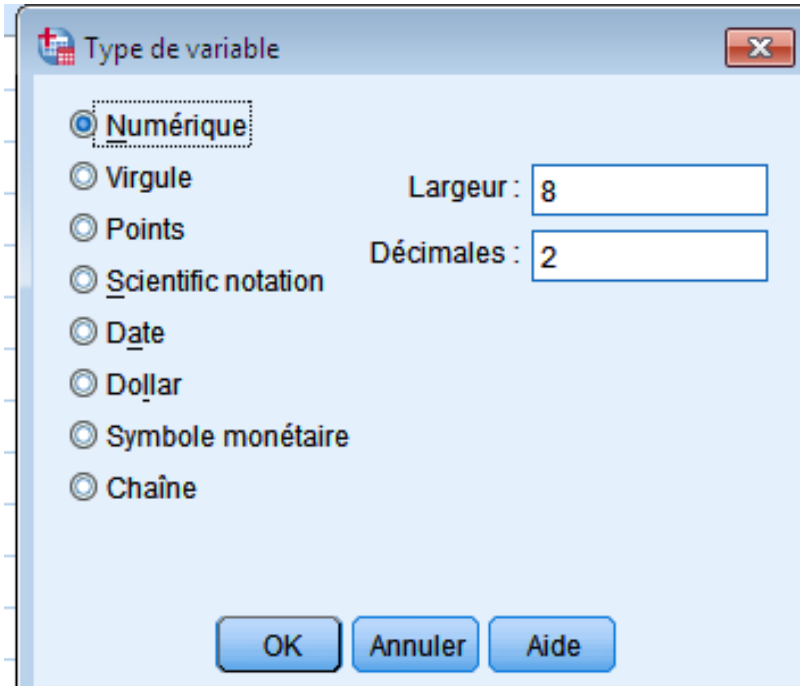 Type de variable
Numérique
Virgule
Largeur : 8
Points
Décimales : 2
Scientific notation
Date
Dollar
Symbole monétaire
Chaîne
OK Annuler Aide